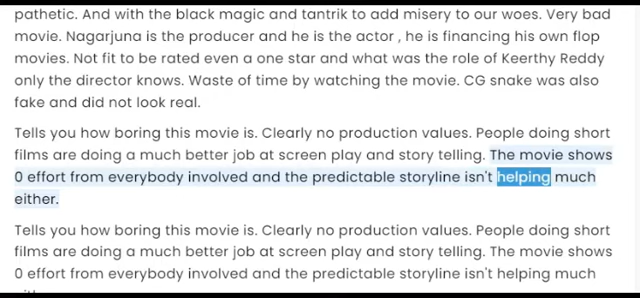 pathetic. And with the black magic and tantrik to add misery to our woes. Very bad
movie. Nagarjuna is the producer and he is the actor , he is financing his own flop
movies. Not fit to be rated even a one star and what was the role of Keerthy Reddy
only the director knows. Waste of time by watching the movie. CG snake was also
fake and did not look real.
Tells you how boring this movie is. Clearly no production values. People doing short
films are doing a much better job at screen play and story telling. The movie shows
0 effort from everybody involved and the predictable storyline isn't helping much
either.
Tells you how boring this movie is. Clearly no production values. People doing short
films are doing a much better job at screen play and story telling. The movie shows
0 effort from everybody involved and the predictable storyline isn't helping much